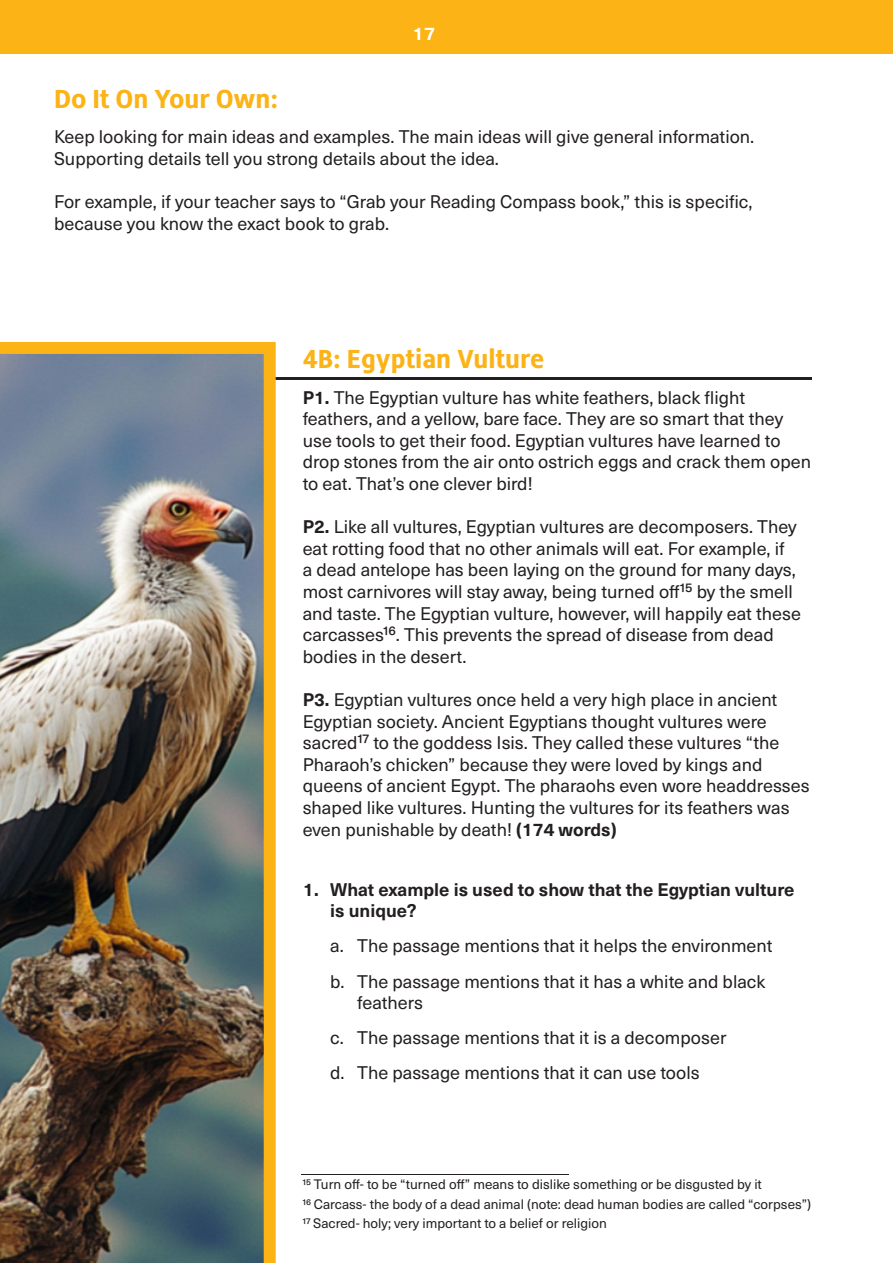 17
Do It On Your Own:
Keep looking for main ideas and examples. The main ideas will give general information.
Supporting details tell you strong details about the idea.
For example, if your teacher says to “Grab your Reading Compass book,” this is specific,
because you know the exact book to grab.
4B: Egyptian Vulture
P1. The Egyptian vulture has white feathers, black flight
feathers, and a yellow, bare face. They are so smart that they
use tools to get their food. Egyptian vultures have learned to
drop stones from the air onto ostrich eggs and crack them open
to eat. That’s one clever bird!
P2. Like all vultures, Egyptian vultures are decomposers. They
eat rotting food that no other animals will eat. For example, if
a dead antelope has been laying on the ground for many days,
most carnivores will stay away, being turned off¹⁵ by the smell
and taste. The Egyptian vulture, however, will happily eat these
carcasses¹⁶. This prevents the spread of disease from dead
bodies in the desert.
P3. Egyptian vultures once held a very high place in ancient
Egyptian society. Ancient Egyptians thought vultures were
sacred¹⁷ to the goddess Isis. They called these vultures “the
Pharaoh’s chicken” because they were loved by kings and
queens of ancient Egypt. The pharaohs even wore headdresses
shaped like vultures. Hunting the vultures for its feathers was
even punishable by death! (174 words)
1. What example is used to show that the Egyptian vulture
is unique?
a. The passage mentions that it helps the environment
b. The passage mentions that it has a white and black
feathers
c. The passage mentions that it is a decomposer
d. The passage mentions that it can use tools
¹⁵ Turn off- to be “turned off” means to dislike something or be disgusted by it
¹⁶ Carcass- the body of a dead animal (note: dead human bodies are called “corpses”)
¹⁷ Sacred- holy; very important to a belief or religion